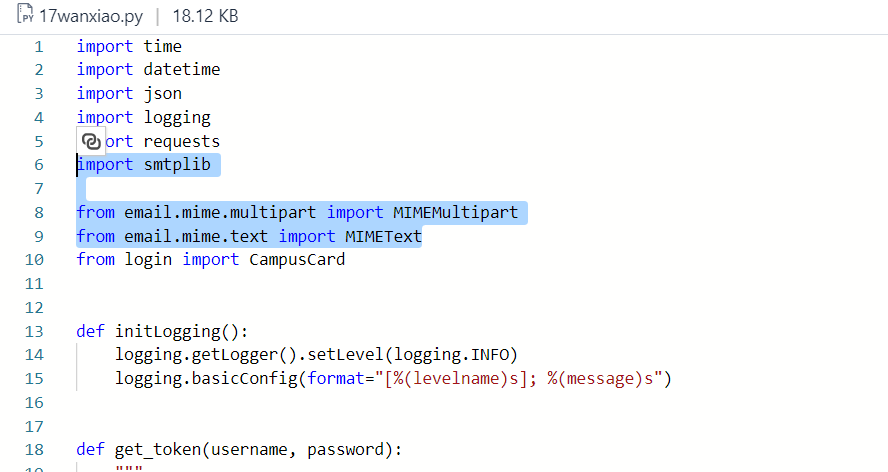 17wanxiao.py | 18.12 KB
1 import time
2 import datetime
3 import json
4 import logging
5 ort requests
6 import smtplib
7
8 from email.mime.multipart import MIMEMultipart
9 from email.mime.text import MIMEText
10 from login import CampusCard
11
12
13 def initLogging():
14 logging.getLogger().setLevel(logging.INFO)
15 logging.basicConfig(format="[%(levelname)s]; %(message)s")
16
17
18 def get_token(username, password):
19 """